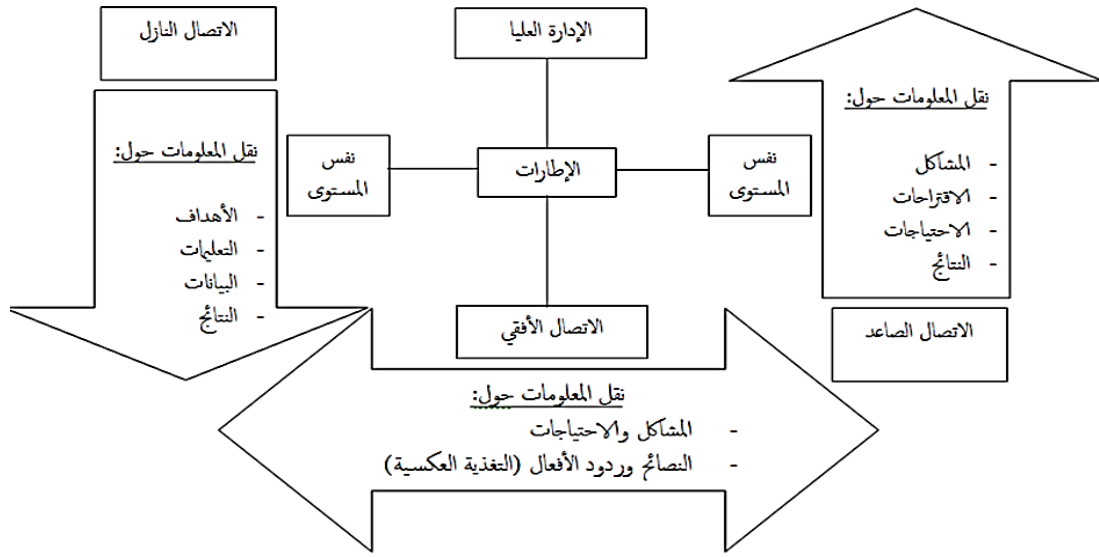 الاتصال النازل
الإدارة العليا
نقل المعلومات حول:
- المشاكل
- الاقتراحات
- الاحتياجات
- النتائج
الاتصال الصاعد
نفس
المستوى
الإطارات
نفس
المستوى
نقل المعلومات حول:
- الأهداف
- التعليمات
- البيانات
- النتائج
الاتصال الأفقي
نقل المعلومات حول:
- المشاكل والاحتياجات
- النصائح وردود الأفعال (التغذية العكسية)